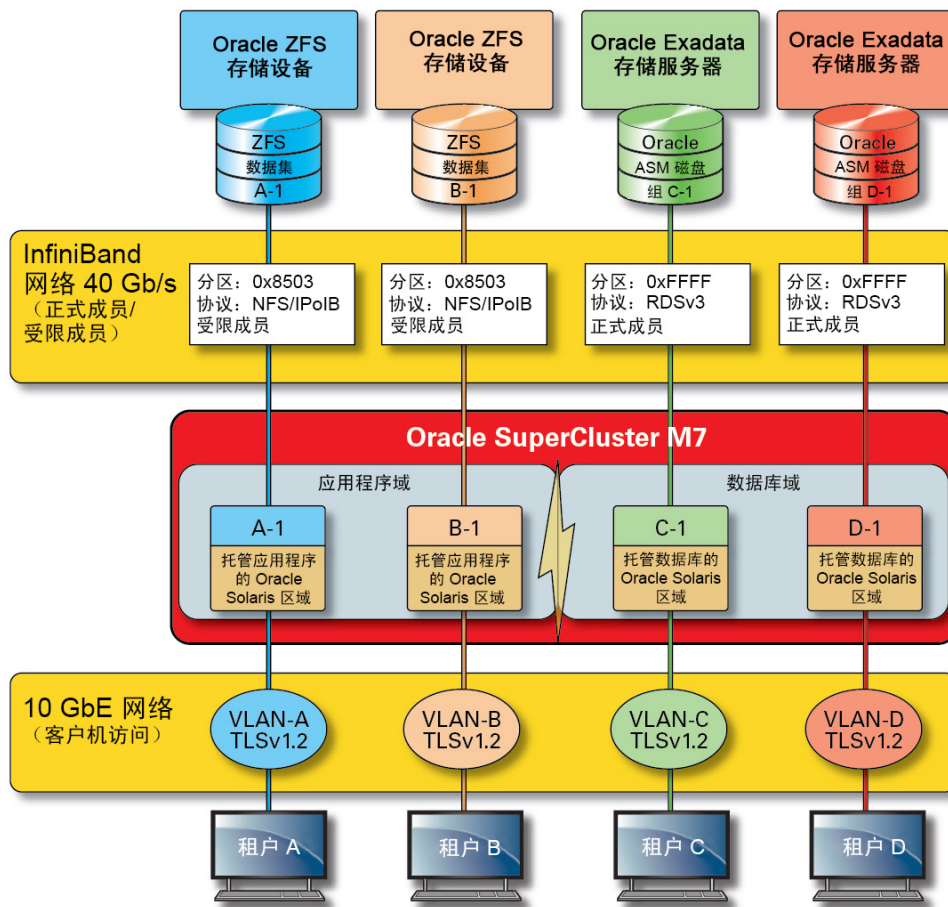 Oracle ZFS
存储设备
Oracle ZFS
存储设备
Oracle Exadata
存储服务器
Oracle Exadata
存储服务器
ZFS
数据集
A-1
ZFS
数据集
B-1
Oracle
ASM 磁盘
组 C-1
Oracle
ASM 磁盘
组 D-1
InfiniBand
网络 40 Gb/s
（正式成员/
受限成员）
分区：0x8503
协议：NFS/IPoIB
受限成员
分区：0x8503
协议：NFS/IPoIB
受限成员
分区：0xFFFF
协议：RDSv3
正式成员
分区：0xFFFF
协议：RDSv3
正式成员
Oracle SuperCluster M7
应用程序域
数据库域
A-1
托管应用程序
的 Oracle
Solaris 区域
B-1
托管应用程序
的 Oracle
Solaris 区域
C-1
托管数据库的
Oracle Solaris
区域
D-1
托管数据库的
Oracle Solaris
区域
10 GbE 网络
（客户机访问）
VLAN-A
TLSv1.2
VLAN-B
TLSv1.2
VLAN-C
TLSv1.2
VLAN-D
TLSv1.2
租户 A
租户 B
租户 C
租户 D